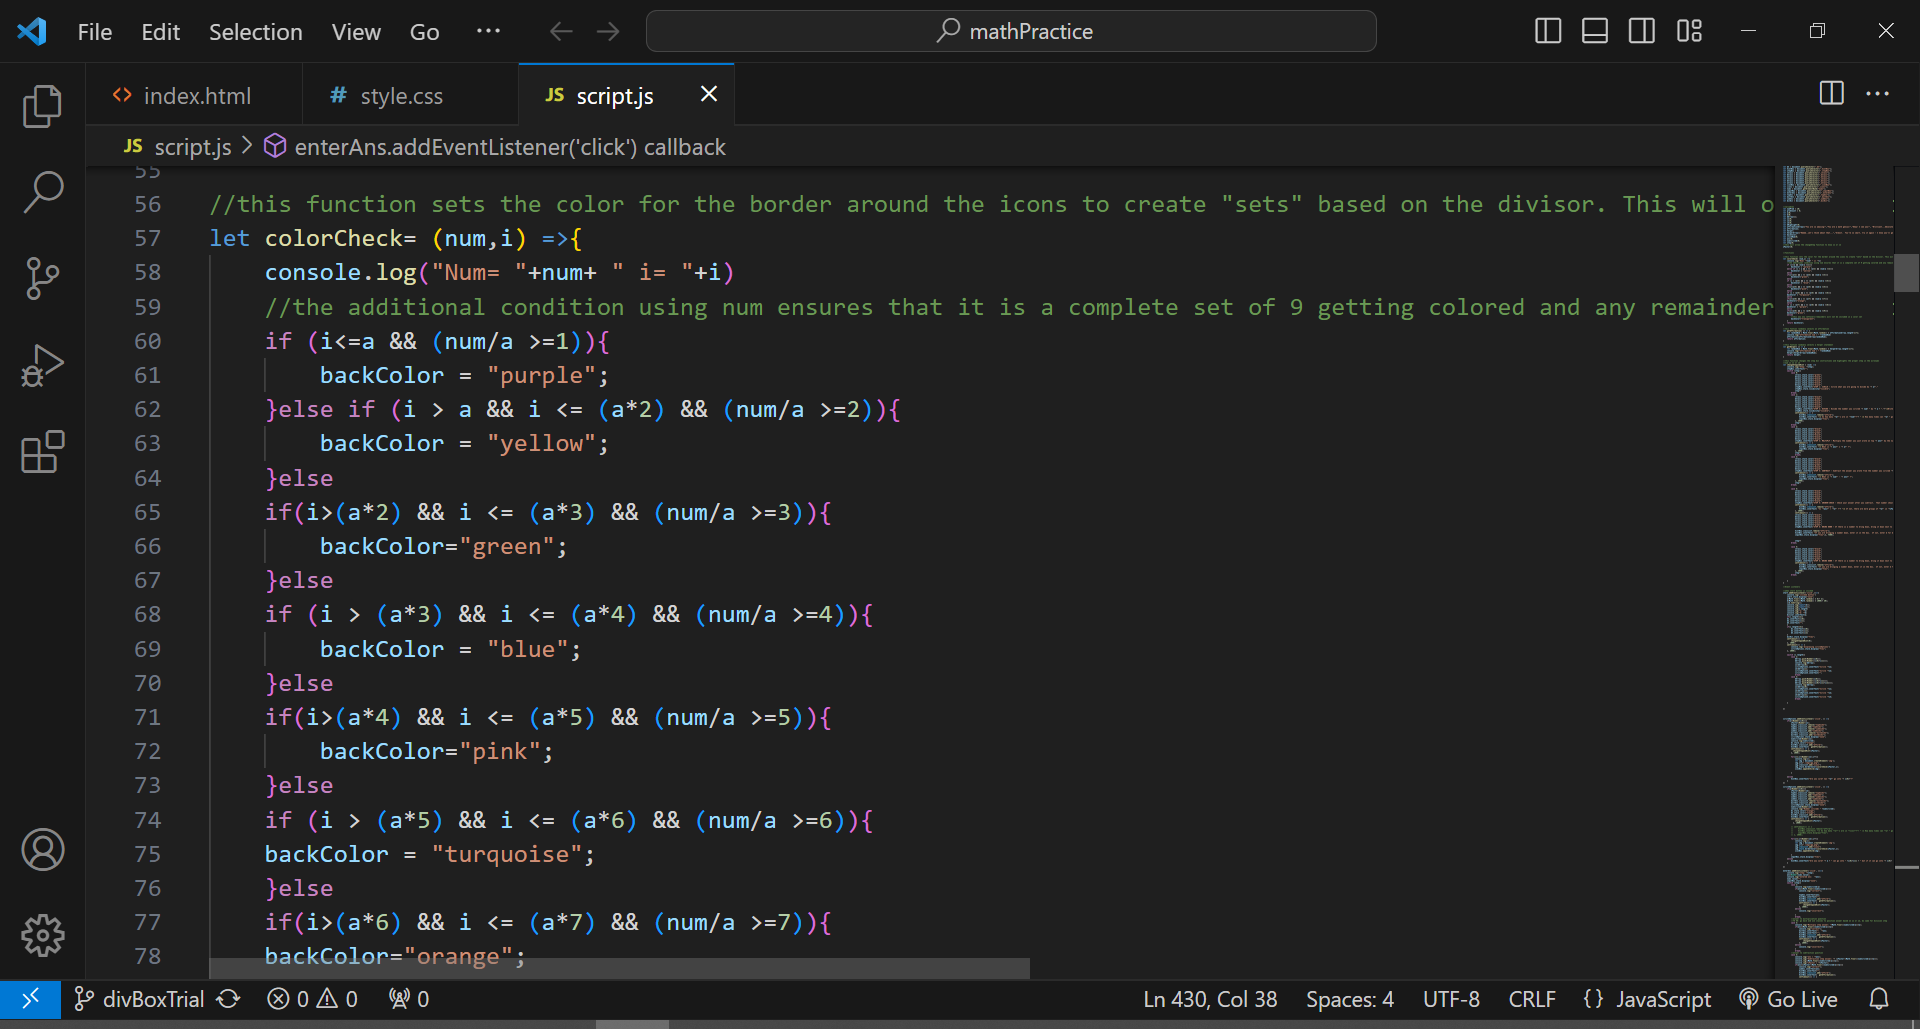 File Edit Selection View Go ··· mathPractice
index.html style.css JS script.js
JS script.js > enterAns.addEventListener('click') callback
55
56 //this function sets the color for the border around the icons to create "sets" based on the divisor. This will o
57 let colorCheck= (num,i) =>{
58 console.log("Num= "+num+ " i= "+i)
59 //the additional condition using num ensures that it is a complete set of 9 getting colored and any remainder
60 if (i<=a && (num/a >=1)){
61 backColor = "purple";
62 }else if (i > a && i <= (a*2) && (num/a >=2)){
63 backColor = "yellow";
64 }else
65 if(i>(a*2) && i <= (a*3) && (num/a >=3)){
66 backColor="green";
67 }else
68 if (i > (a*3) && i <= (a*4) && (num/a >=4)){
69 backColor = "blue";
70 }else
71 if(i>(a*4) && i <= (a*5) && (num/a >=5)){
72 backColor="pink";
73 }else
74 if (i > (a*5) && i <= (a*6) && (num/a >=6)){
75 backColor = "turquoise";
76 }else
77 if(i>(a*6) && i <= (a*7) && (num/a >=7)){
78 backColor="orange";
divBoxTrial 0 0 0 Ln 430, Col 38 Spaces: 4 UTF-8 CRLF {} JavaScript Go Live